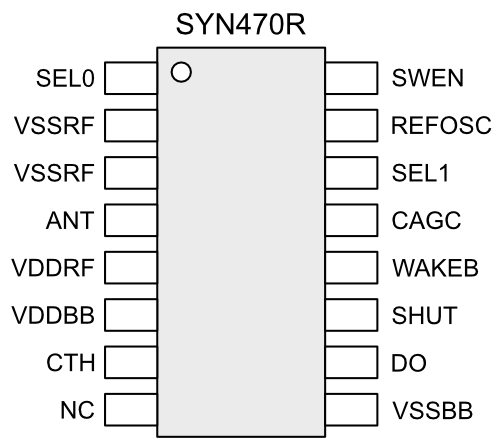 SYN470R
SEL0 SWEN
VSSRF REFOSC
VSSRF SEL1
ANT CAGC
VDDRF WAKEB
VDDBB SHUT
CTH DO
NC VSSBB